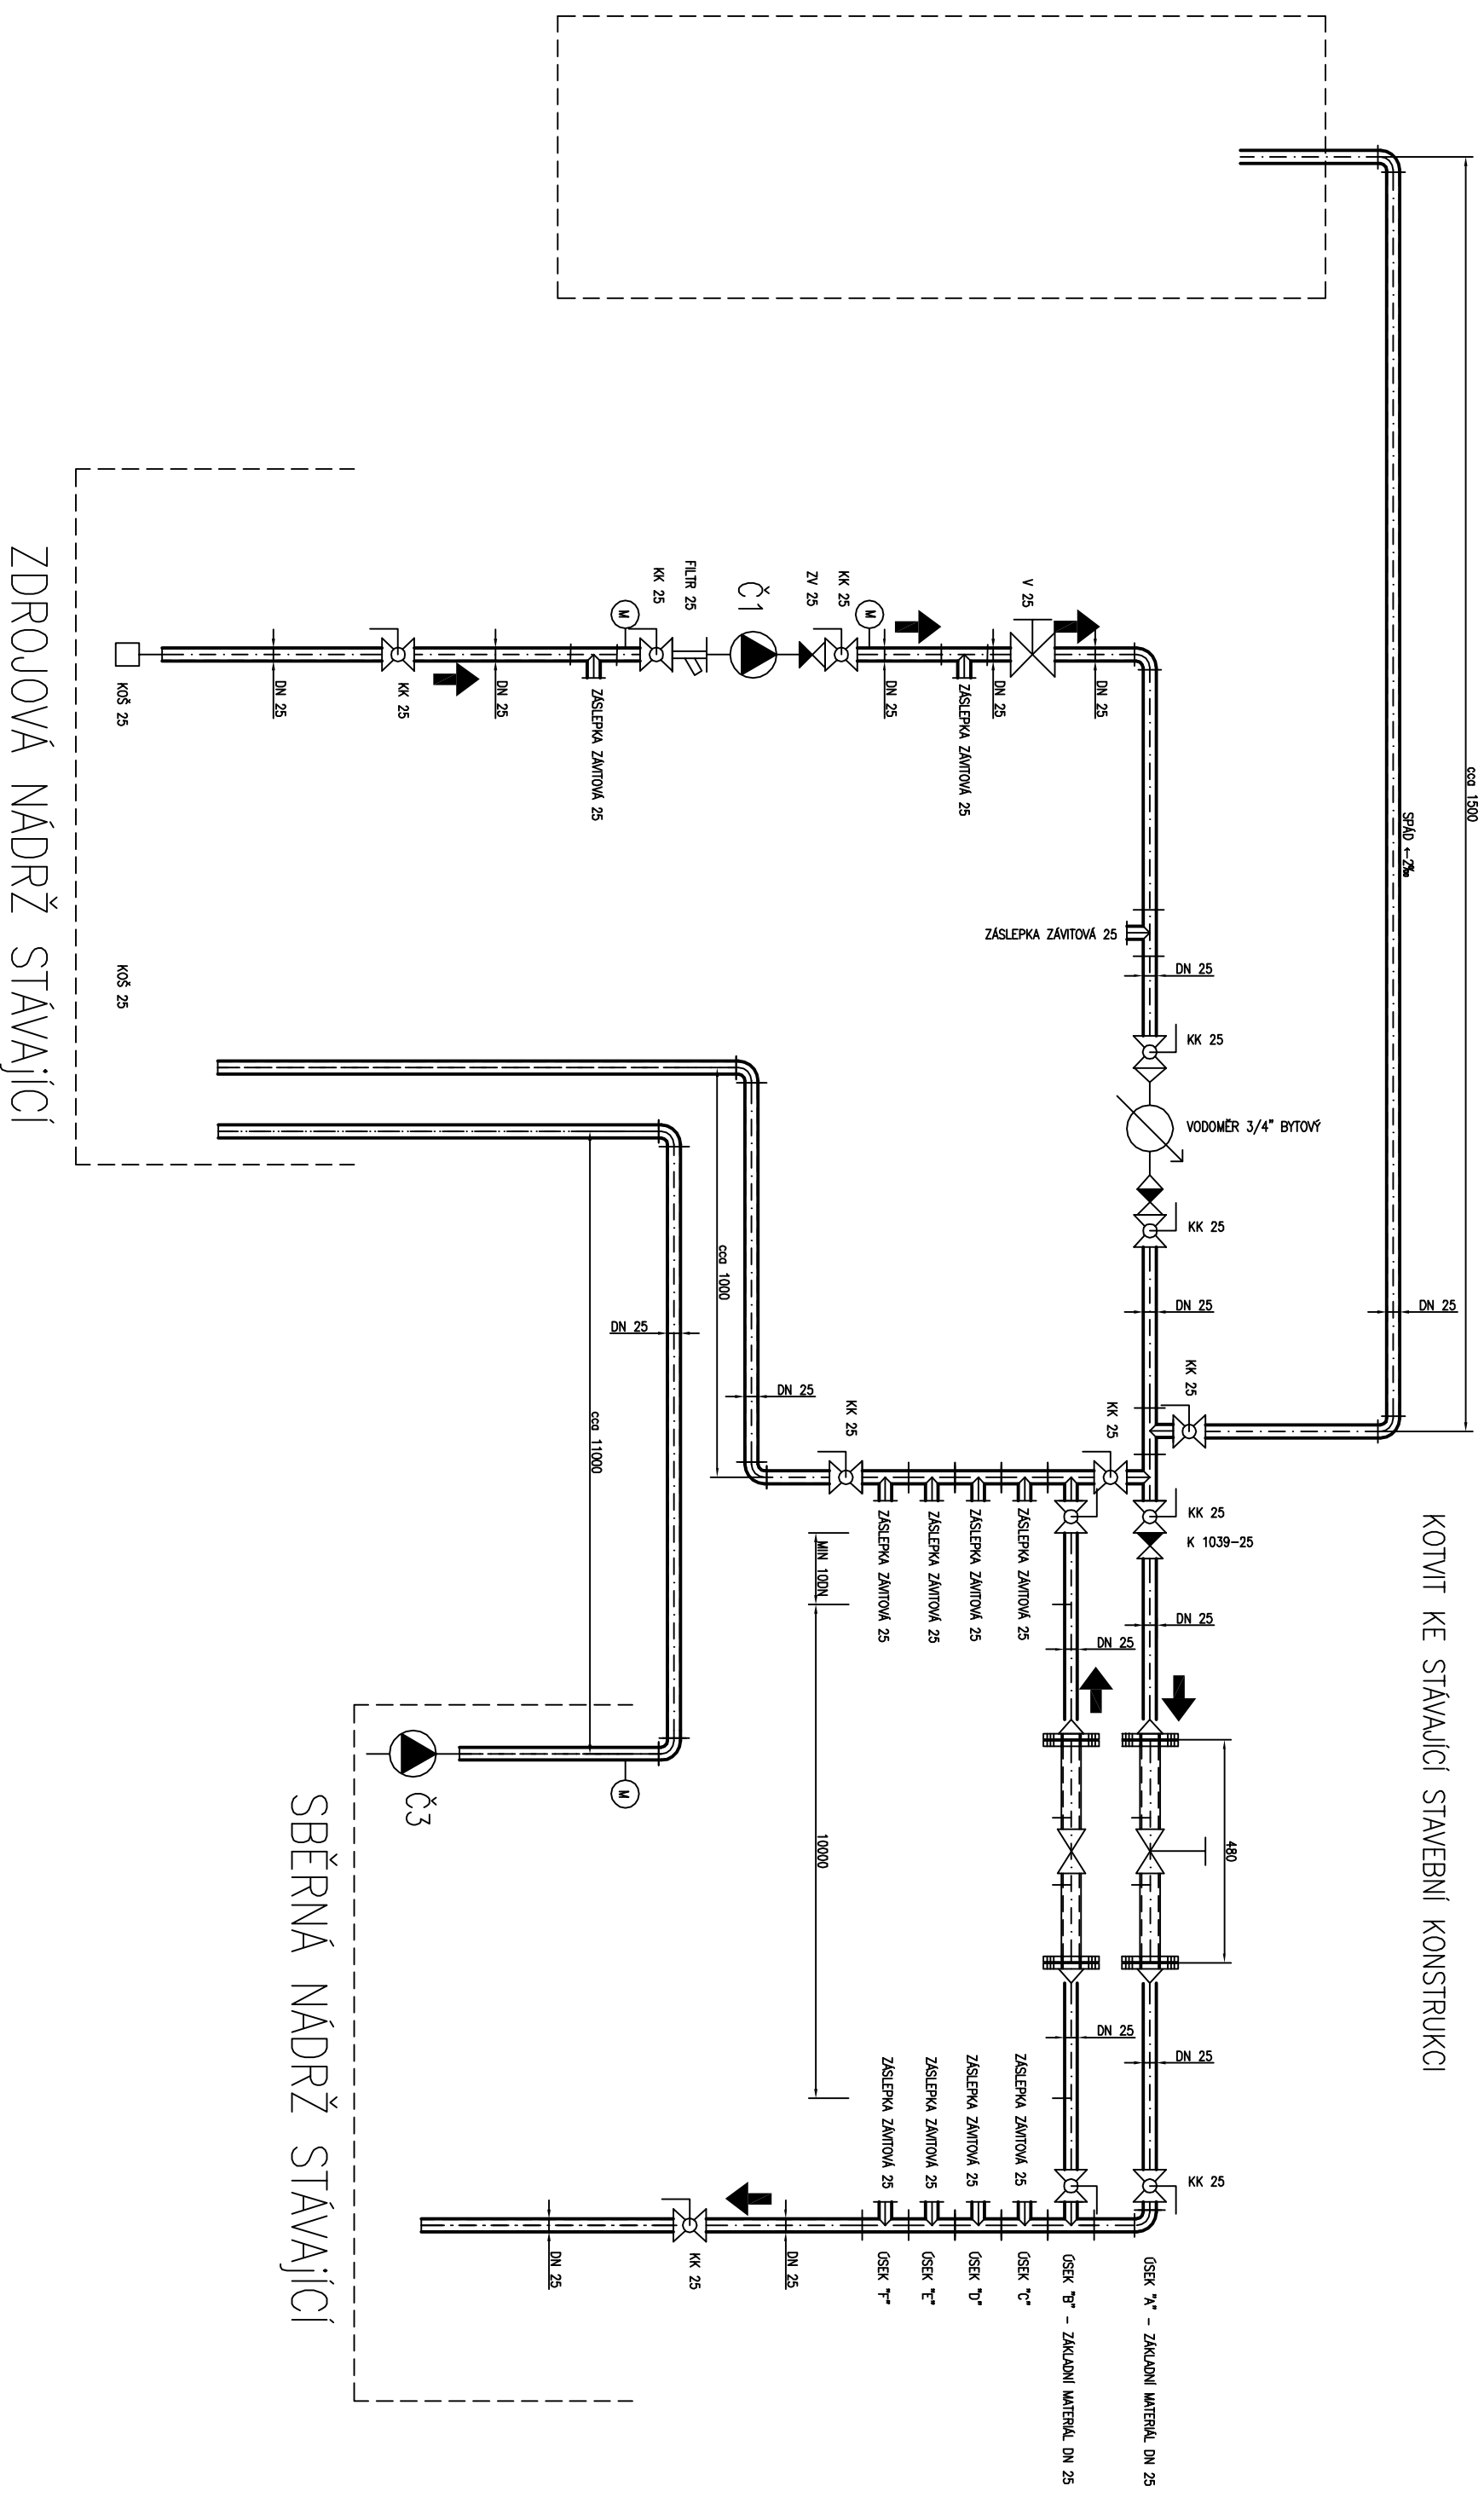 cca 1500
SPÁD ←2‰
DN 25
KOTVIT KE STÁVAJÍCÍ STAVEBNÍ KONSTRUKCI
ZÁSLEPKA ZÁVITOVÁ 25
DN 25
KK 25
VODOMĚR 3/4" BYTOVÝ
KK 25
DN 25
KK 25
KK 25
KK 25
K 1039-25
DN 25
DN 25
480
DN 25
DN 25
KK 25
ÚSEK "A" - ZÁKLADNÍ MATERIÁL DN 25
ÚSEK "B" - ZÁKLADNÍ MATERIÁL DN 25
ÚSEK "C"
ÚSEK "D"
ÚSEK "E"
ÚSEK "F"
ZÁSLEPKA ZÁVITOVÁ 25
ZÁSLEPKA ZÁVITOVÁ 25
ZÁSLEPKA ZÁVITOVÁ 25
ZÁSLEPKA ZÁVITOVÁ 25
ZÁSLEPKA ZÁVITOVÁ 25
ZÁSLEPKA ZÁVITOVÁ 25
ZÁSLEPKA ZÁVITOVÁ 25
ZÁSLEPKA ZÁVITOVÁ 25
MIN 10DN
10000
KK 25
DN 25
cca 1000
DN 25
cca 11000
DN 25
V 25
DN 25
ZÁSLEPKA ZÁVITOVÁ 25
DN 25
M
KK 25
ZV 25
Č1
FILTR 25
KK 25
M
ZÁSLEPKA ZÁVITOVÁ 25
DN 25
KK 25
DN 25
KOŠ 25
KOŠ 25
ZDROJOVÁ NÁDRŽ STÁVAjÍCÍ
M
Č3
DN 25
KK 25
DN 25
SBĚRNÁ NÁDRŽ STÁVAjÍCÍ